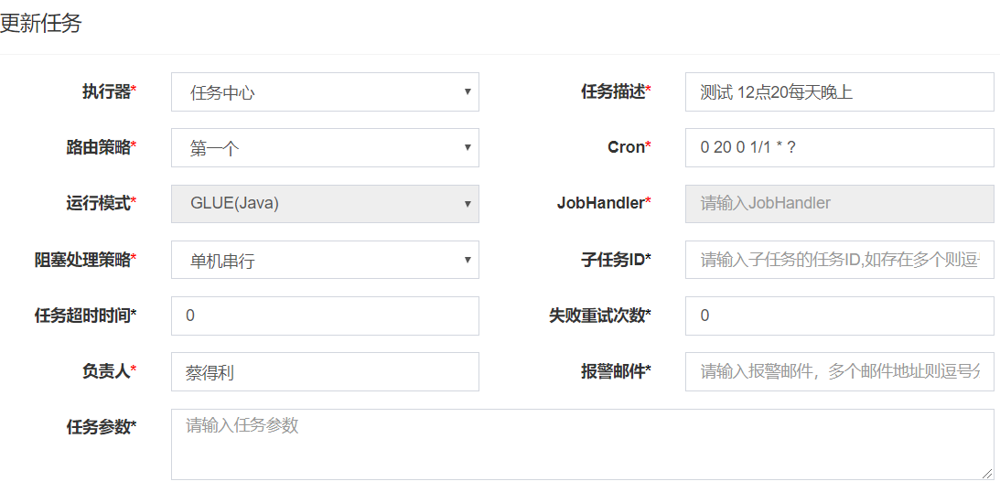 更新任务
执行器* 任务中心 任务描述* 测试 12点20每天晚上
路由策略* 第一个 Cron* 0 20 0 1/1 * ?
运行模式* GLUE(Java) JobHandler* 请输入JobHandler
阻塞处理策略* 单机串行 子任务ID* 请输入子任务的任务ID,如存在多个则逗
任务超时时间* 0 失败重试次数* 0
负责人* 蔡得利 报警邮件* 请输入报警邮件，多个邮件地址则逗号分
任务参数* 请输入任务参数